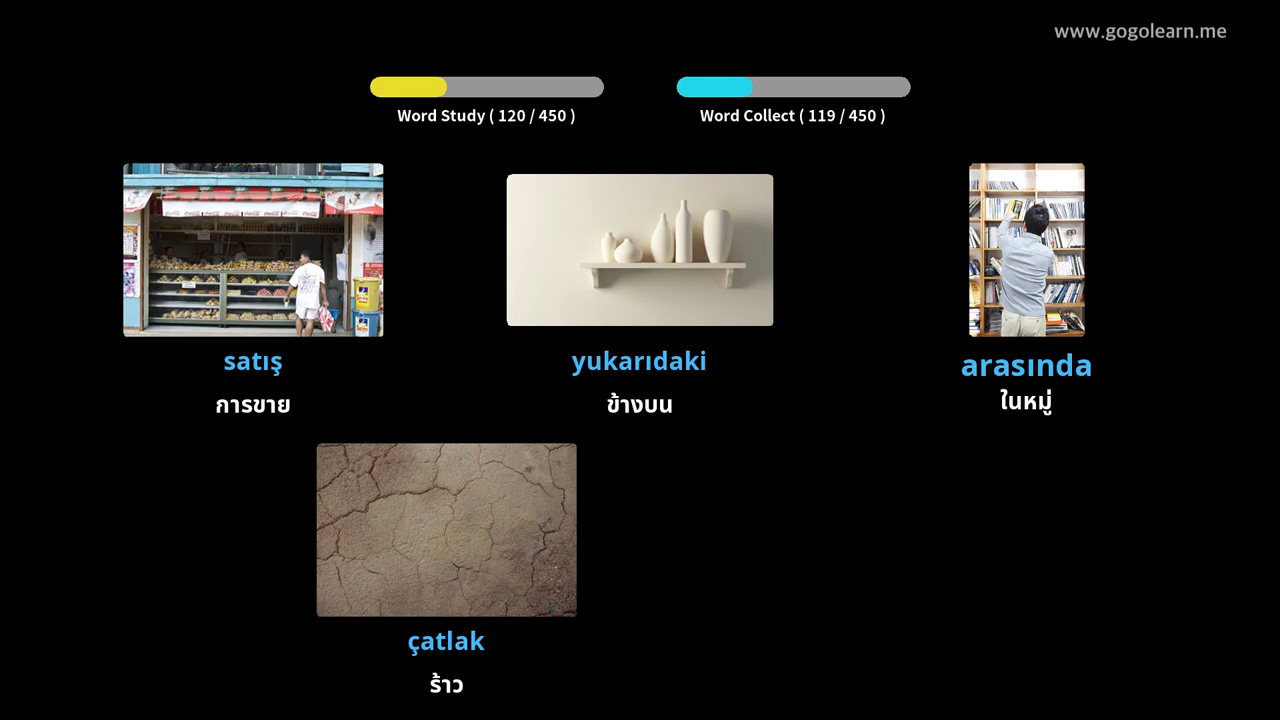 www.gogolearn.me
Word Study ( 120 / 450 )
Word Collect ( 119 / 450 )
satış
yukarıdaki
arasında
การขาย
ข้างบน
ในหมู่
çatlak
ร้าว